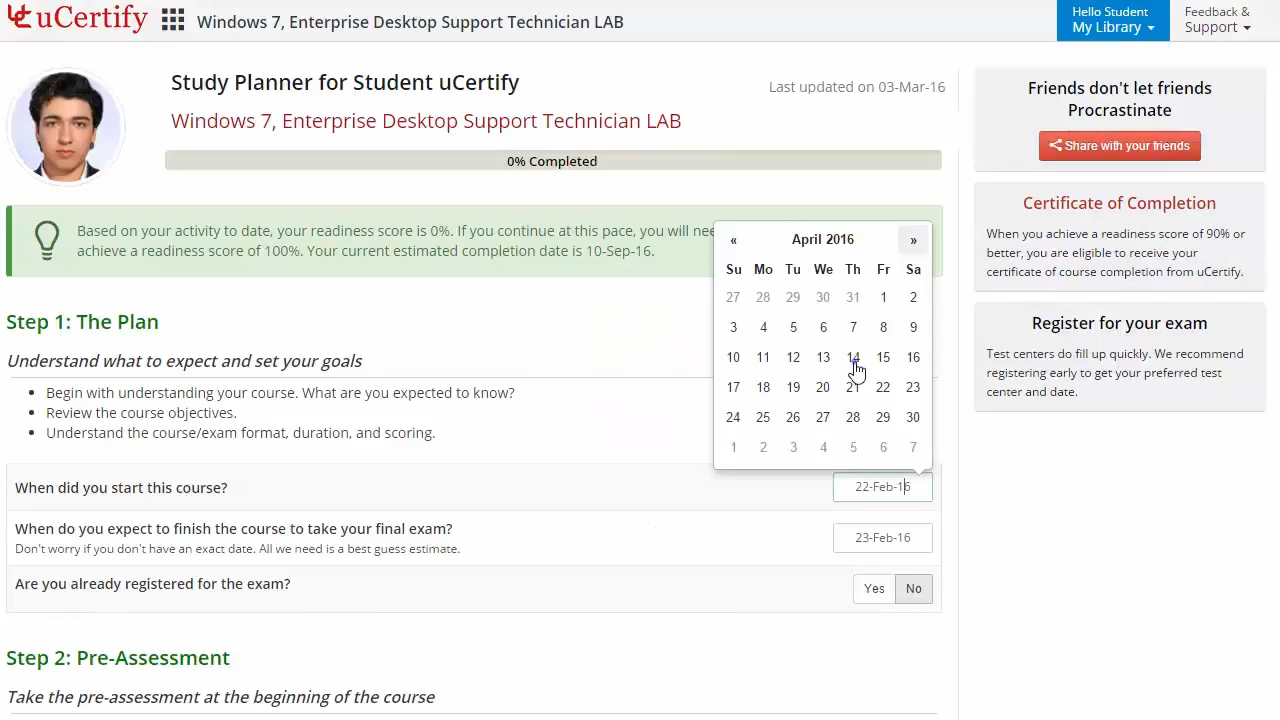 uCertify
Windows 7, Enterprise Desktop Support Technician LAB
Hello Student
My Library
Feedback &
Support
Study Planner for Student uCertify
Last updated on 03-Mar-16
Windows 7, Enterprise Desktop Support Technician LAB
0% Completed
Based on your activity to date, your readiness score is 0%. If you continue at this pace, you will nee
achieve a readiness score of 100%. Your current estimated completion date is 10-Sep-16.
« April 2016 »
Su Mo Tu We Th Fr Sa
27 28 29 30 31 1 2
3 4 5 6 7 8 9
10 11 12 13 14 15 16
17 18 19 20 21 22 23
24 25 26 27 28 29 30
1 2 3 4 5 6 7
Step 1: The Plan
Understand what to expect and set your goals
• Begin with understanding your course. What are you expected to know?
• Review the course objectives.
• Understand the course/exam format, duration, and scoring.
When did you start this course?
22-Feb-16
When do you expect to finish the course to take your final exam?
Don't worry if you don't have an exact date. All we need is a best guess estimate.
23-Feb-16
Are you already registered for the exam?
Yes No
Step 2: Pre-Assessment
Take the pre-assessment at the beginning of the course
Friends don't let friends
Procrastinate
Share with your friends
Certificate of Completion
When you achieve a readiness score of 90% or
better, you are eligible to receive your
certificate of course completion from uCertify.
Register for your exam
Test centers do fill up quickly. We recommend
registering early to get your preferred test
center and date.